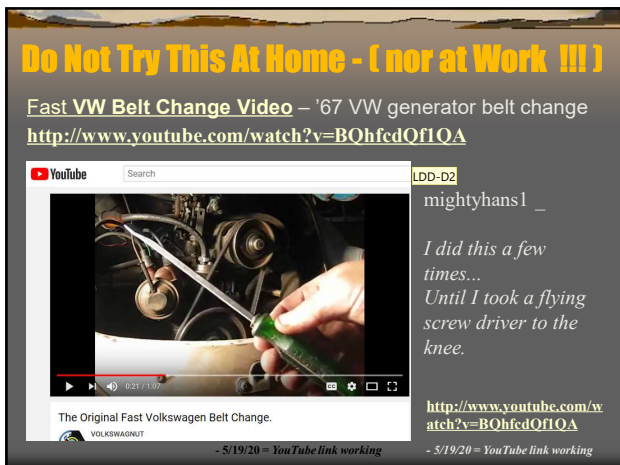 Do Not Try This At Home - ( nor at Work !!! )
Fast VW Belt Change Video – ’67 VW generator belt change
http://www.youtube.com/watch?v=BQhfcdQf1QA
YouTube
Search
LDD-D2
mightyhans1 _
I did this a few
times...
Until I took a flying
screw driver to the
knee.
0:21 / 1:07
CC
The Original Fast Volkswagen Belt Change.
VOLKSWAGNUT
http://www.youtube.com/w
atch?v=BQhfcdQf1QA
- 5/19/20 = YouTube link working
- 5/19/20 = YouTube link working